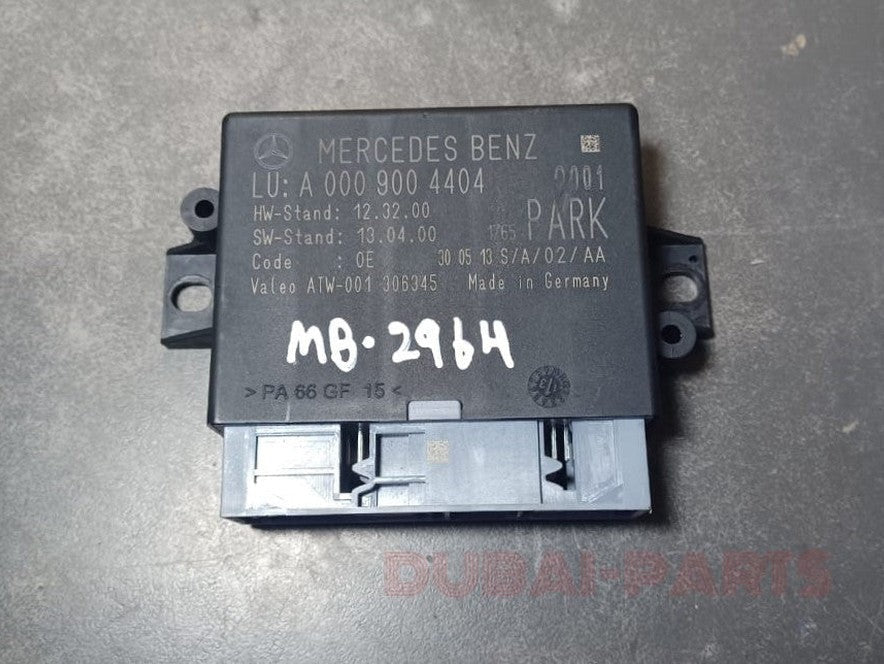 MERCEDES BENZ
LU: A 000 900 4404 2001
HW-Stand: 12.32.00
SW-Stand: 13.04.00 1765 PARK
Code : 0E 30 05 13 S/A/02/AA
Valeo ATW-001 306345 Made in Germany
MB-2964
>PA 66 GF 15<
DUBAI-PARTS